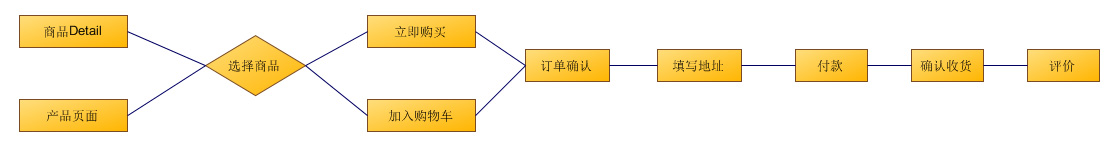 商品Detail
产品页面
选择商品
立即购买
加入购物车
订单确认
填写地址
付款
确认收货
评价